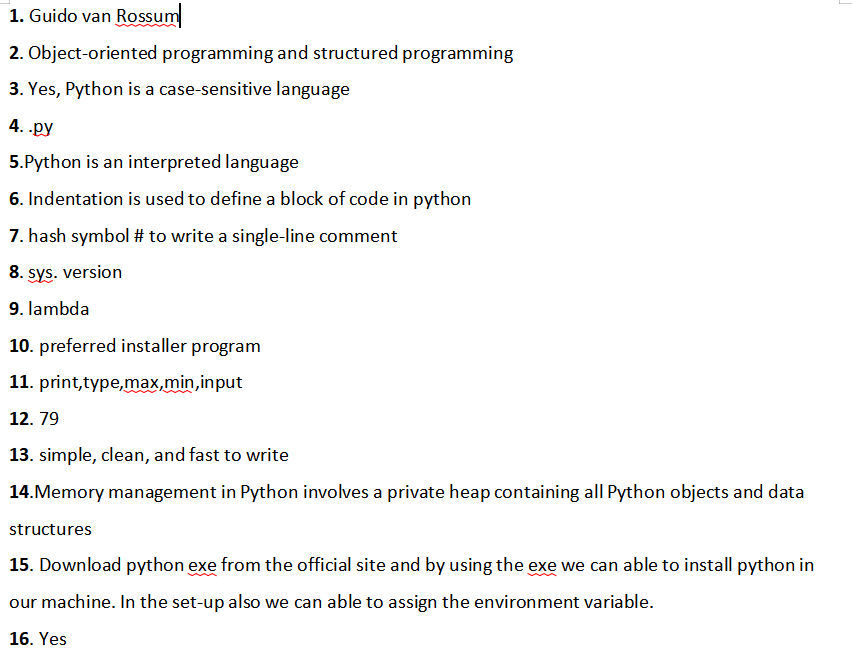 1. Guido van Rossum
2. Object-oriented programming and structured programming
3. Yes, Python is a case-sensitive language
4. .py
5.Python is an interpreted language
6. Indentation is used to define a block of code in python
7. hash symbol # to write a single-line comment
8. sys. version
9. lambda
10. preferred installer program
11. print,type,max,min,input
12. 79
13. simple, clean, and fast to write
14.Memory management in Python involves a private heap containing all Python objects and data
structures
15. Download python exe from the official site and by using the exe we can able to install python in
our machine. In the set-up also we can able to assign the environment variable.
16. Yes